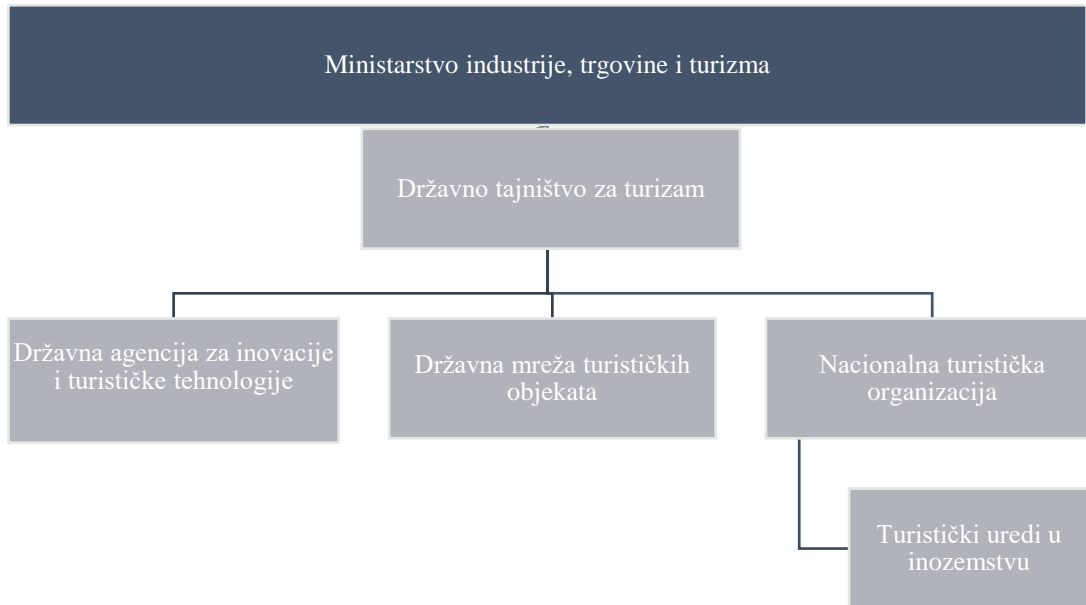 Ministarstvo industrije, trgovine i turizma
Državno tajništvo za turizam
Državna agencija za inovacije
i turističke tehnologije
Državna mreža turističkih
objekata
Nacionalna turistička
organizacija
Turistički uredi u
inozemstvu